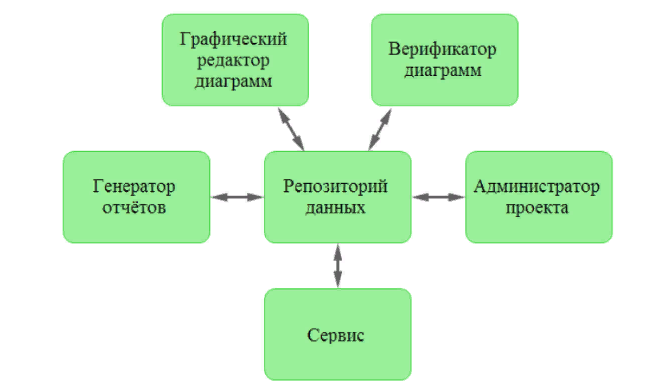 Графический
редактор
диаграмм
Верификатор
диаграмм
Генератор
отчётов
Репозиторий
данных
Администратор
проекта
Сервис